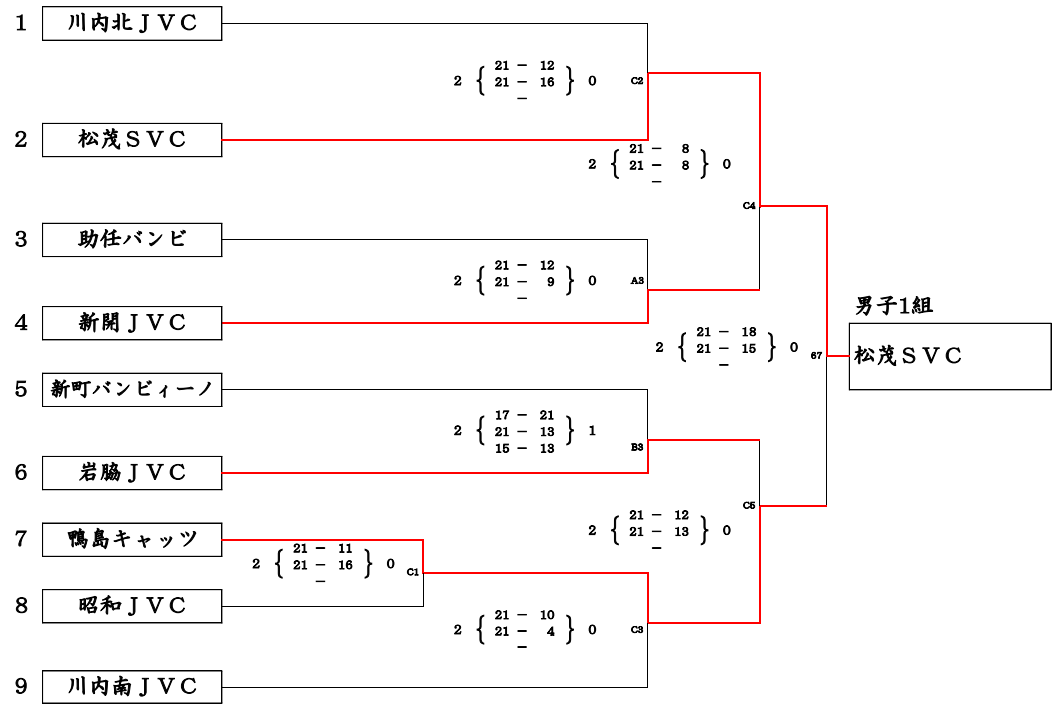 1 川内北ＪＶＣ
21 － 12
2 { 21 － 16 } 0 C2
－
2 松茂ＳＶＣ
21 － 8
2 { 21 － 8 } 0
－
C4
3 助任バンビ
21 － 12
2 { 21 － 9 } 0 A3
－
4 新開ＪＶＣ
男子1組
21 － 18
2 { 21 － 15 } 0 67
－
松茂ＳＶＣ
5 新町バンビィーノ
17 － 21
2 { 21 － 13 } 1
15 － 13
B3
6 岩脇ＪＶＣ
C5
21 － 12
2 { 21 － 13 } 0
－
7 鴨島キャッツ
21 － 11
2 { 21 － 16 } 0 C1
－
8 昭和ＪＶＣ
21 － 10
2 { 21 － 4 } 0 C3
－
9 川内南ＪＶＣ